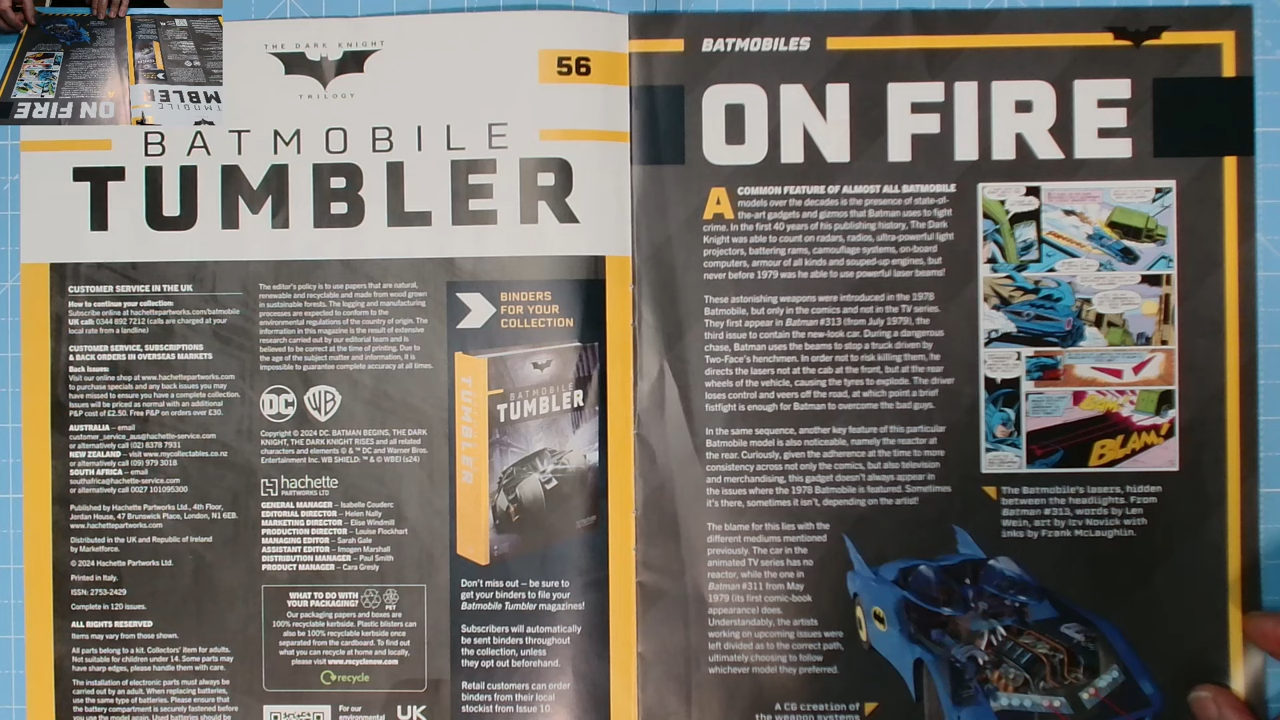 THE DARK KNIGHT
TRILOGY
56
BATMOBILE
TUMBLER
CUSTOMER SERVICE IN THE UK
How to continue your collection:
Subscribe online at hachettepartworks.com/batmobile
UK call: 0344 892 7212 (calls are charged at your
local rate from a landline)
CUSTOMER SERVICE, SUBSCRIPTIONS
& BACK ORDERS IN OVERSEAS MARKETS
Back Issues:
Visit our online shop at www.hachettepartworks.com
to purchase specials and any back issues you may
have missed to ensure you have a complete collection.
Issues will be priced as normal with an additional
P&P cost of £2.50. Free P&P on orders over £30.
AUSTRALIA – email
customer_service_aus@hachette-service.com
or alternatively call (02) 8378 7931
NEW ZEALAND – visit www.mycollectables.co.nz
or alternatively call (09) 979 3018
SOUTH AFRICA – email
southafrica@hachette-service.com
or alternatively call 0027 101095300
Published by Hachette Partworks Ltd., 4th Floor,
Jordan House, 47 Brunswick Place, London, N1 6EB.
www.hachettepartworks.com
Distributed in the UK and Republic of Ireland
by Marketforce.
© 2024 Hachette Partworks Ltd.
Printed in Italy.
ISSN: 2753-2429
Complete in 120 issues.
ALL RIGHTS RESERVED
Items may vary from those shown.
All parts belong to a kit. Collectors' item for adults.
Not suitable for children under 14. Some parts may
have sharp edges, please handle them with care.
The installation of electronic parts must always be
carried out by an adult. When replacing batteries,
use the same type of batteries. Please ensure that
the battery compartment is securely fastened before
you use the model again. Used batteries should be
The editor's policy is to use papers that are natural,
renewable and recyclable and made from wood grown
in sustainable forests. The logging and manufacturing
processes are expected to conform to the
environmental regulations of the country of origin. The
information in this magazine is the result of extensive
research carried out by our editorial team and is
believed to be correct at the time of printing. Due to
the age of the subject matter and information, it is
impossible to guarantee complete accuracy at all times.
DC WB
Copyright © 2024 DC. BATMAN BEGINS, THE DARK
KNIGHT, THE DARK KNIGHT RISES and all related
characters and elements © & ™ DC and Warner Bros.
Entertainment Inc. WB SHIELD: ™ & © WBEI (s24)
hachette
PARTWORKS LTD
GENERAL MANAGER – Isabelle Couderc
EDITORIAL DIRECTOR – Helen Nally
MARKETING DIRECTOR – Elise Windmill
PRODUCTION DIRECTOR – Louise Flockhart
MANAGING EDITOR – Sarah Gale
ASSISTANT EDITOR – Imogen Marshall
DISTRIBUTION MANAGER – Paul Smith
PRODUCT MANAGER – Cara Gresly
WHAT TO DO WITH
YOUR PACKAGING?
PET
Our packaging papers and boxes are
100% recyclable kerbside. Plastic blisters can
also be 100% recyclable kerbside once
separated from the cardboard. To find out
what you can recycle at home and kerbside,
please visit www.recyclenow.com
recycle
For our
environmental
UK
BINDERS
FOR YOUR
COLLECTION
BATMOBILE
TUMBLER
TUMBLER
Don't miss out – be sure to
get your binders to file your
Batmobile Tumbler magazines!
Subscribers will automatically
be sent binders throughout
the collection, unless
they opt out beforehand.
Retail customers can order
binders from their local
stockist from Issue 10.
BATMOBILES
ON FIRE
A COMMON FEATURE OF ALMOST ALL BATMOBILE
models over the decades is the presence of state-of-
the-art gadgets and gizmos that Batman uses to fight
crime. In the first 40 years of his publishing history, The Dark
Knight was able to count on radars, radios, ultra-powerful light
projectors, battering rams, camouflage systems, on-board
computers, armour of all kinds and souped-up engines, but
never before 1979 was he able to use powerful laser beams!
These astonishing weapons were introduced in the 1978
Batmobile, but only in the comics and not in the TV series.
They first appear in Batman #313 (from July 1979), the
third issue to contain the new-look car. During a dangerous
chase, Batman uses the beams to stop a truck driven by
Two-Face's henchmen. In order not to risk killing them, he
directs the lasers not at the cab at the front, but at the rear
wheels of the vehicle, causing the tyres to explode. The driver
loses control and veers off the road, at which point a brief
fistfight is enough for Batman to overcome the bad guys.
In the same sequence, another key feature of this particular
Batmobile model is also noticeable, namely the reactor at
the rear. Curiously, given the adherence at the time to more
consistency across not only the comics, but also television
and merchandising, this gadget doesn't always appear in
the issues where the 1978 Batmobile is featured. Sometimes
it's there, sometimes it isn't, depending on the artist!
The blame for this lies with the
different mediums mentioned
previously. The car in the
animated TV series has no
reactor, while the one in
Batman #311 from May
1979 (its first comic-book
appearance) does.
Understandably, the artists
working on upcoming issues were
left divided as to the correct path,
ultimately choosing to follow
whichever model they preferred.
BLAM!
The Batmobile's lasers, hidden
between the headlights. From
Batman #313, words by Len
Wein, art by Irv Novick with
inks by Frank McLaughlin.
A CG creation of
the weapon systems